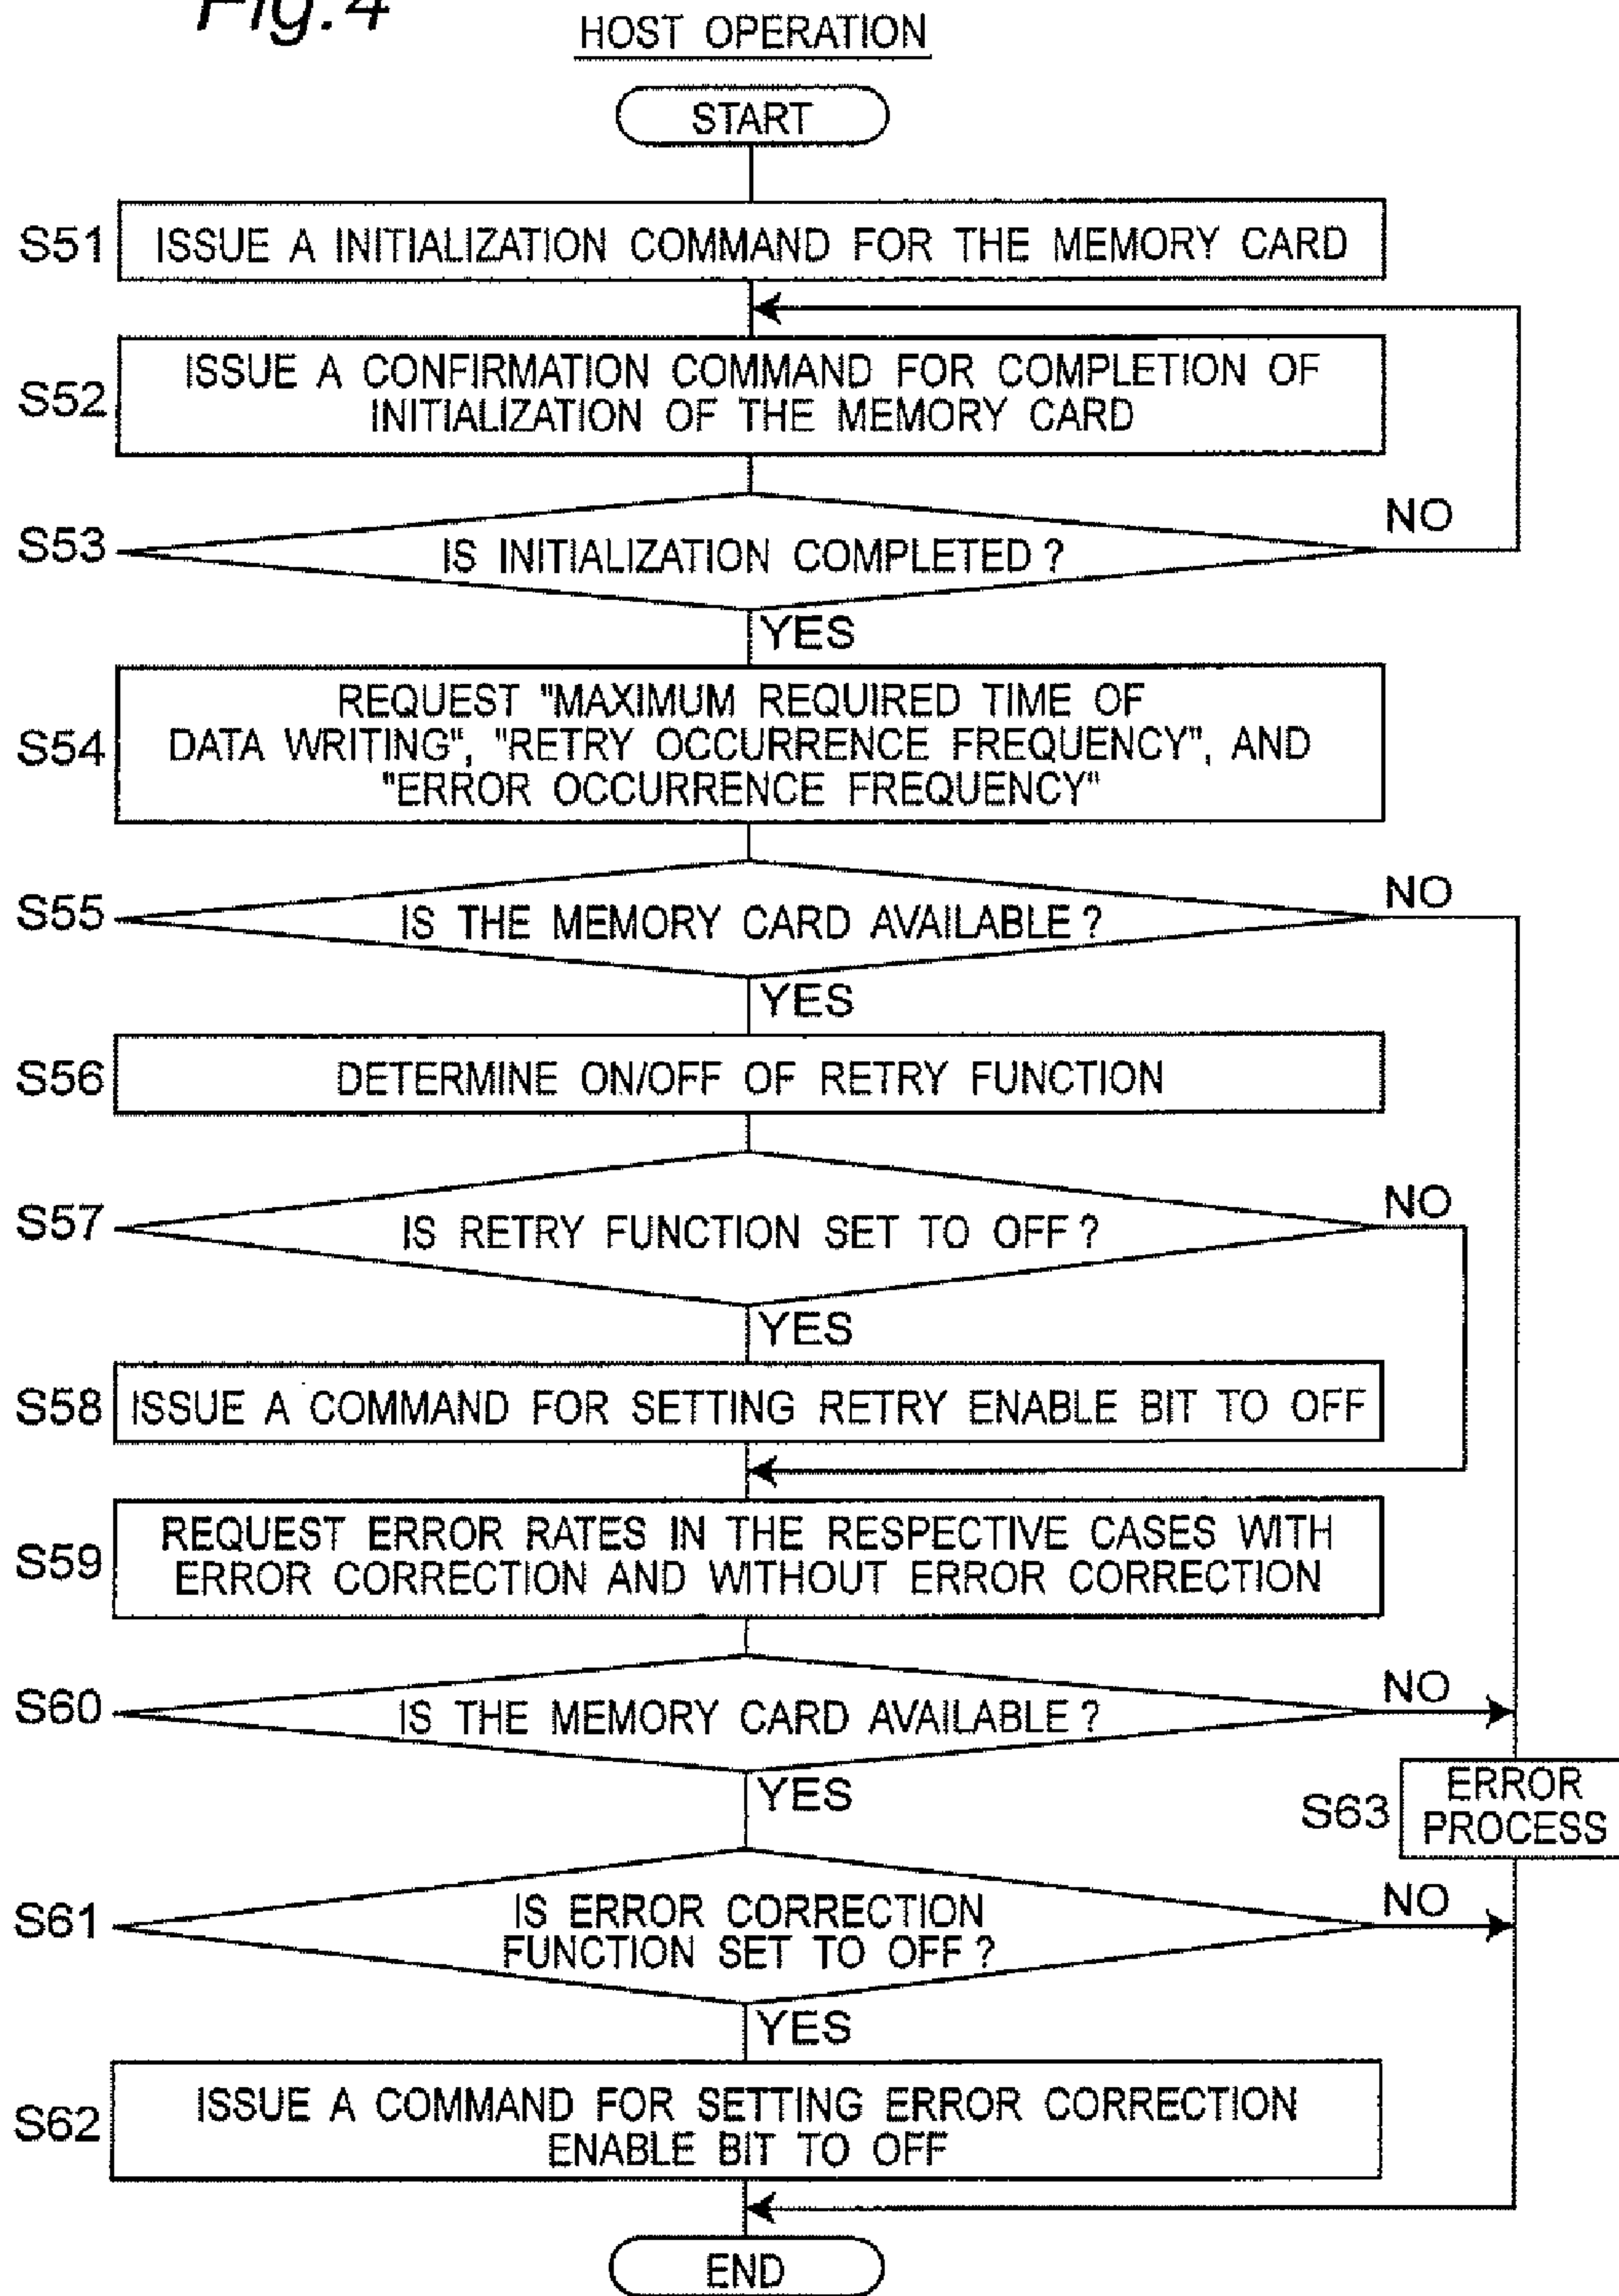 Fig.4
HOST OPERATION
START
S51 ISSUE A INITIALIZATION COMMAND FOR THE MEMORY CARD
S52 ISSUE A CONFIRMATION COMMAND FOR COMPLETION OF
INITIALIZATION OF THE MEMORY CARD
S53 IS INITIALIZATION COMPLETED ? NO
YES
S54 REQUEST "MAXIMUM REQUIRED TIME OF
DATA WRITING", "RETRY OCCURRENCE FREQUENCY", AND
"ERROR OCCURRENCE FREQUENCY"
S55 IS THE MEMORY CARD AVAILABLE ? NO
YES
S56 DETERMINE ON/OFF OF RETRY FUNCTION
S57 IS RETRY FUNCTION SET TO OFF ? NO
YES
S58 ISSUE A COMMAND FOR SETTING RETRY ENABLE BIT TO OFF
S59 REQUEST ERROR RATES IN THE RESPECTIVE CASES WITH
ERROR CORRECTION AND WITHOUT ERROR CORRECTION
S60 IS THE MEMORY CARD AVAILABLE ? NO
YES
S63 ERROR
PROCESS
S61 IS ERROR CORRECTION
FUNCTION SET TO OFF ? NO
YES
S62 ISSUE A COMMAND FOR SETTING ERROR CORRECTION
ENABLE BIT TO OFF
END